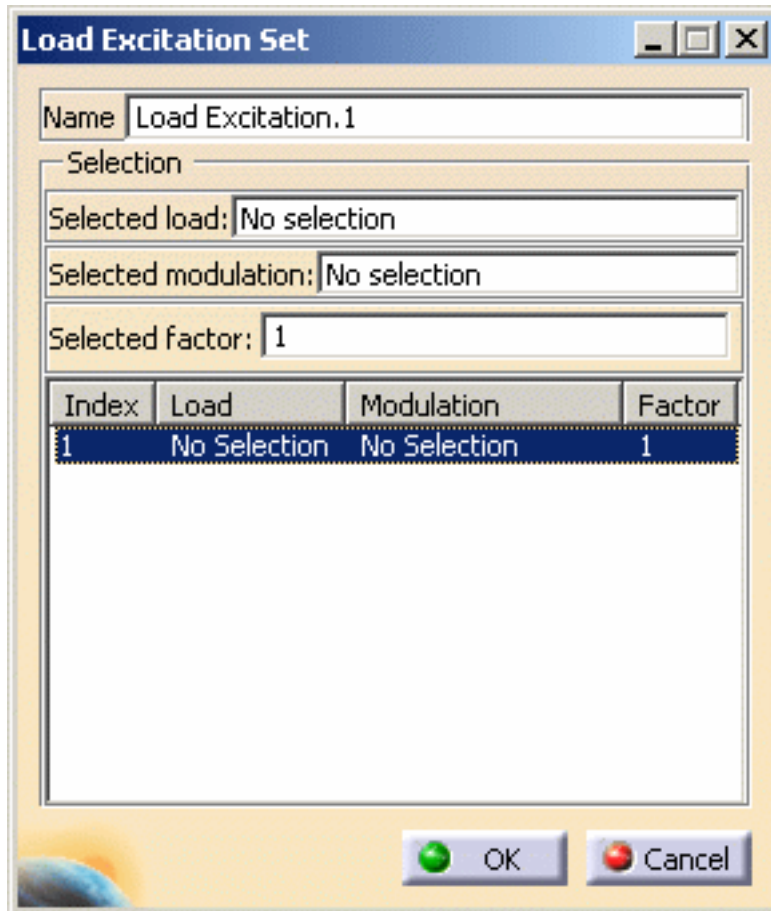 Load Excitation Set
Name Load Excitation.1
Selection
Selected load: No selection
Selected modulation: No selection
Selected factor: 1
Index Load Modulation Factor
1 No Selection No Selection 1
OK Cancel